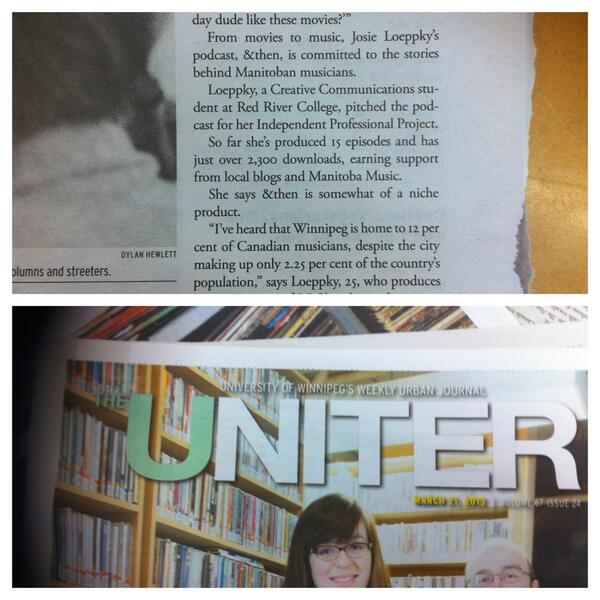 day dude like these movies?'”
From movies to music, Josie Loeppky's
podcast, &then, is committed to the stories
behind Manitoban musicians.
Loeppky, a Creative Communications stu-
dent at Red River College, pitched the pod-
cast for her Independent Professional Project.
So far she's produced 15 episodes and has
just over 2,300 downloads, earning support
from local blogs and Manitoba Music.
She says &then is somewhat of a niche
product.
“I've heard that Winnipeg is home to 12 per
cent of Canadian musicians, despite the city
making up only 2.25 per cent of the country's
population,” says Loeppky, 25, who produces
DYLAN HEWLETT
olumns and streeters.
UNIVERSITY OF WINNIPEG'S WEEKLY URBAN JOURNAL
THE
UNITER
MARCH 21, 2013 VOLUME 67 ISSUE 24